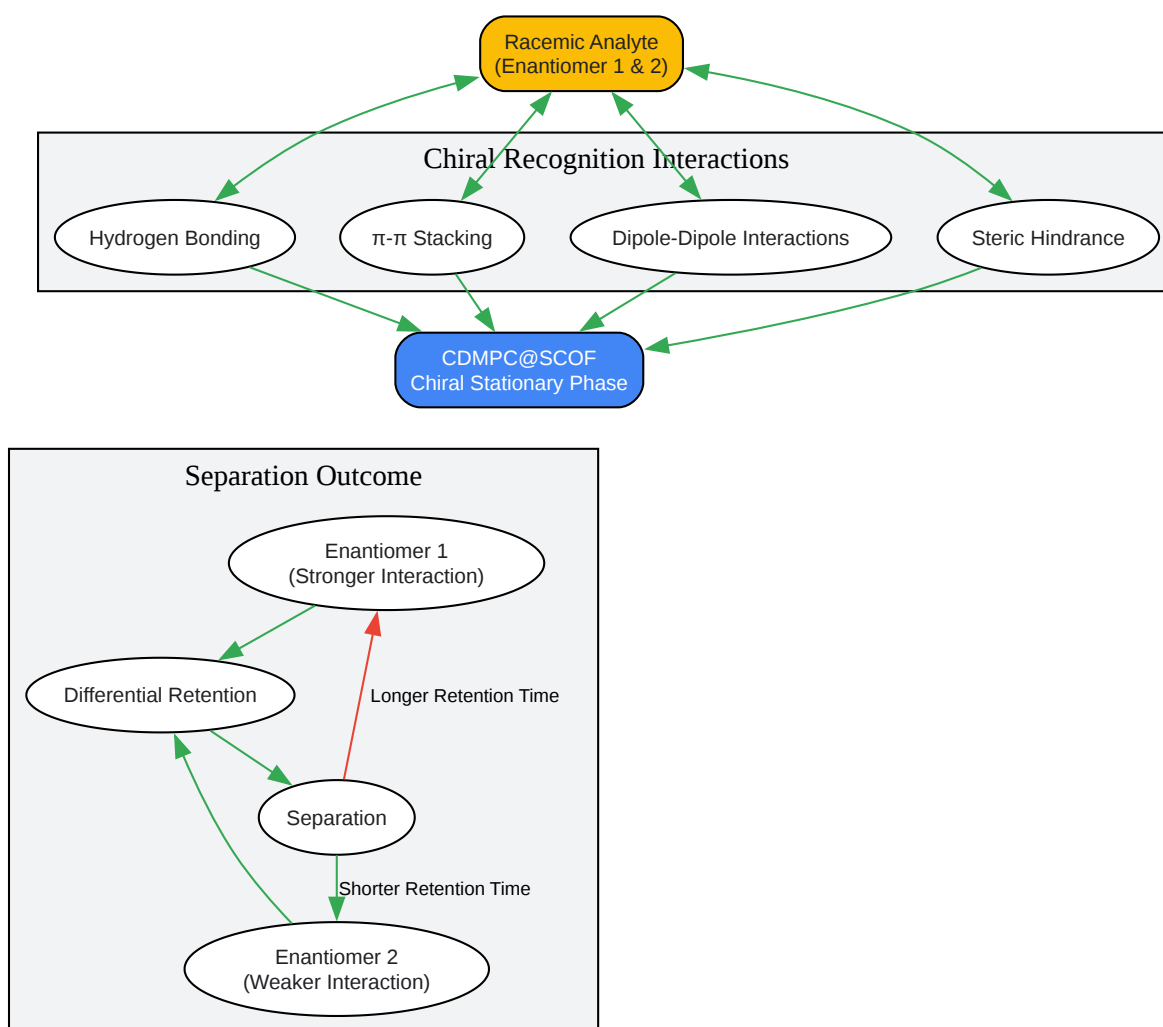 Racemic Analyte
(Enantiomer 1 & 2)
Chiral Recognition Interactions
Hydrogen Bonding
π-π Stacking
Dipole-Dipole Interactions
Steric Hindrance
CDMPC@SCOF
Chiral Stationary Phase
Separation Outcome
Enantiomer 1
(Stronger Interaction)
Differential Retention
Longer Retention Time
Separation
Shorter Retention Time
Enantiomer 2
(Weaker Interaction)